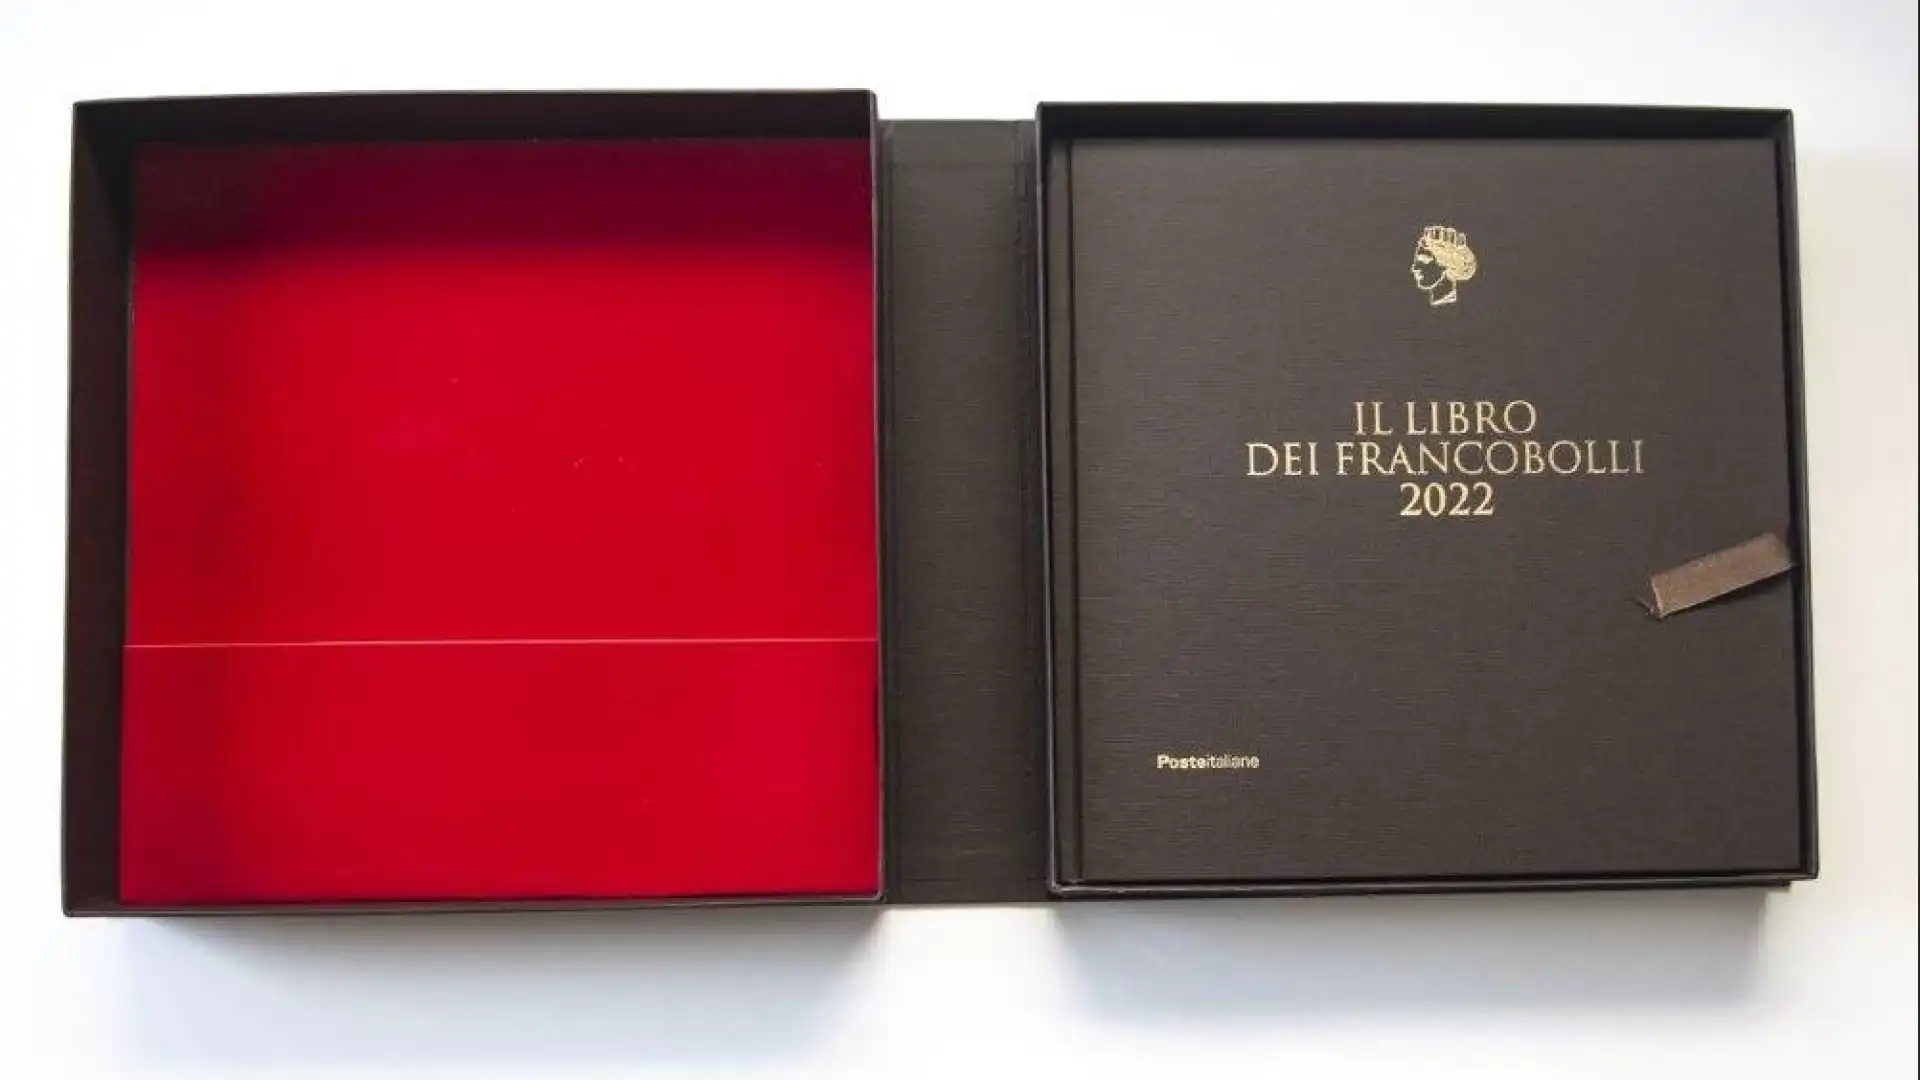 IL LIBRO
DEI FRANCOBOLLI
2022
Posteitaliane